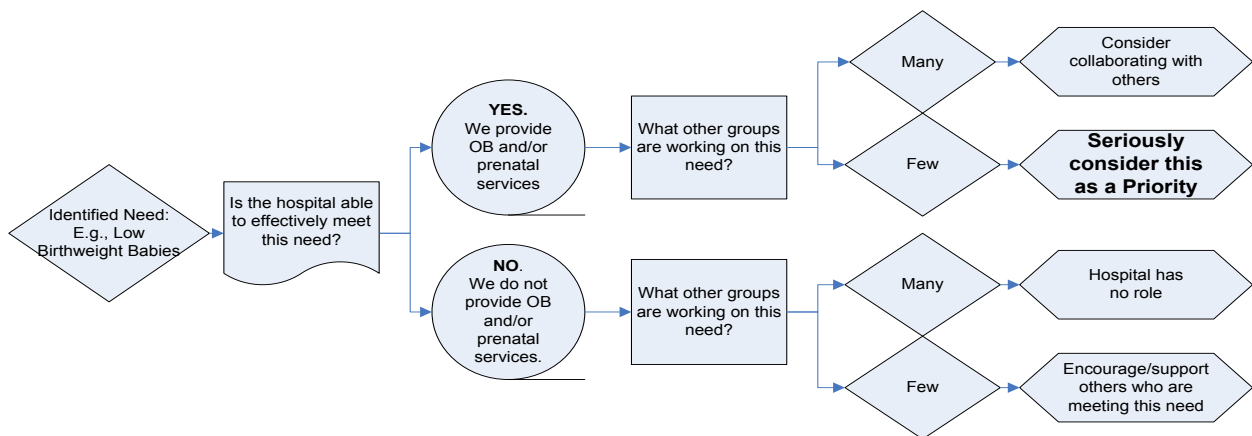 Identified Need:
E.g., Low
Birthweight Babies
Is the hospital able
to effectively meet
this need?
YES.
We provide
OB and/or
prenatal
services
What other groups
are working on this
need?
Many
Consider
collaborating with
others
Few
Seriously
consider this
as a Priority
NO.
We do not
provide OB
and/or
prenatal
services.
What other groups
are working on this
need?
Many
Hospital has
no role
Few
Encourage/support
others who are
meeting this need